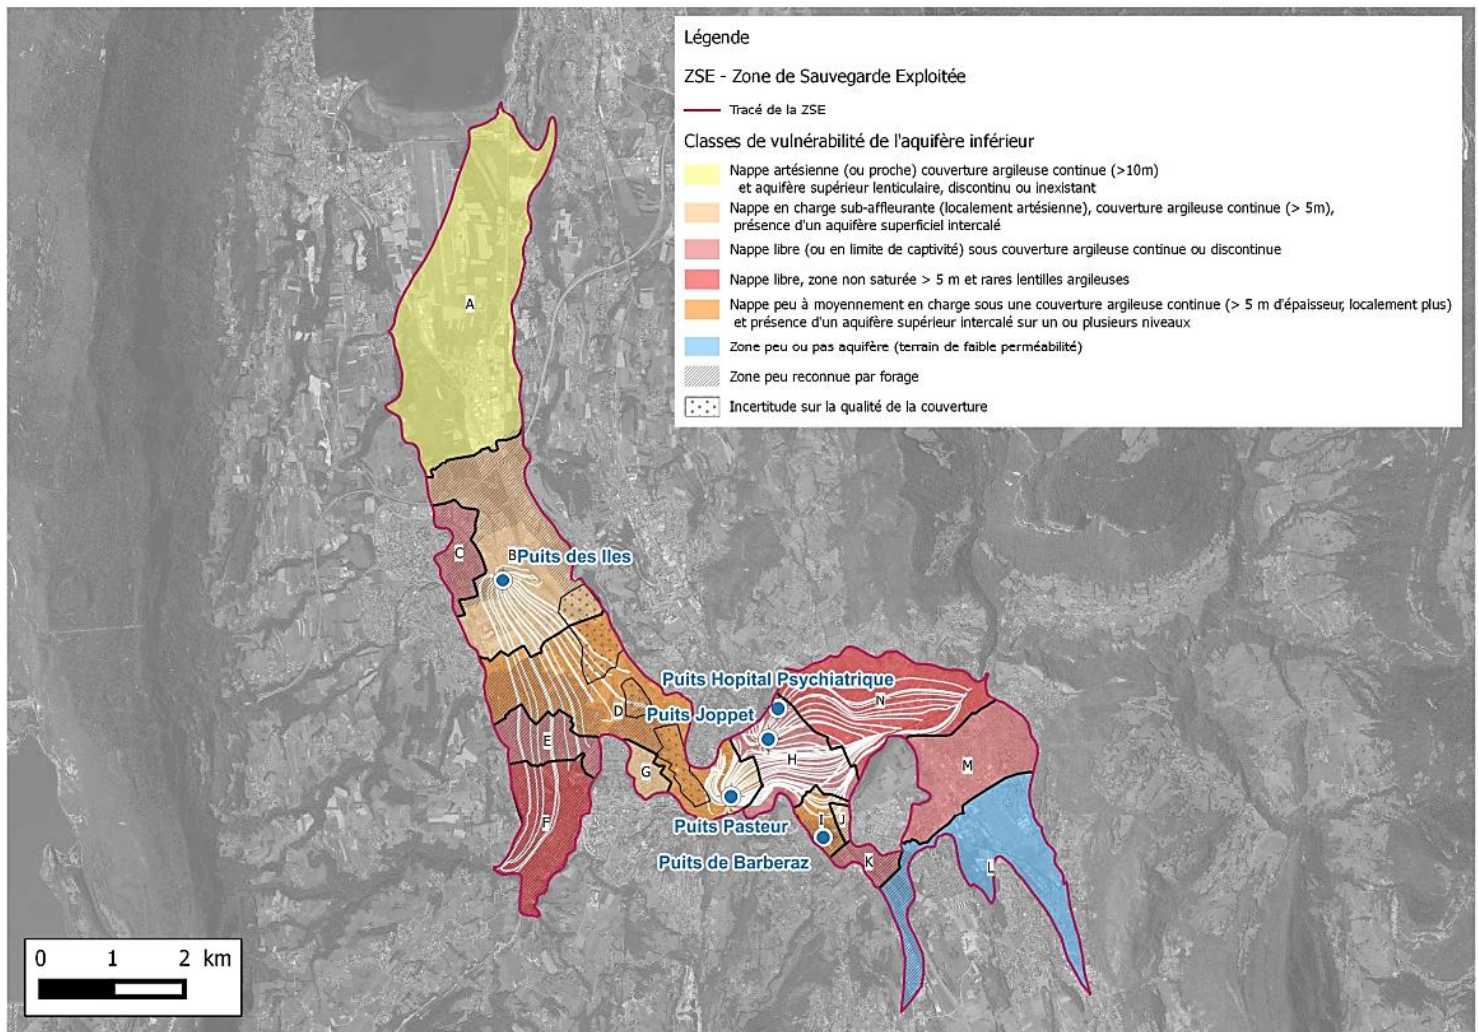 Légende
ZSE - Zone de Sauvegarde Exploitée
Tracé de la ZSE
Classes de vulnérabilité de l'aquifère inférieur
Nappe artésienne (ou proche) couverture argileuse continue (>10m)
et aquifère supérieur lenticulaire, discontinu ou inexistant
Nappe en charge sub-affleurante (localement artésienne), couverture argileuse continue (> 5m),
présence d'un aquifère superficiel intercalé
Nappe libre (ou en limite de captivité) sous couverture argileuse continue ou discontinue
Nappe libre, zone non saturée > 5 m et rares lentilles argileuses
Nappe peu à moyennement en charge sous une couverture argileuse continue (> 5 m d'épaisseur, localement plus)
et présence d'un aquifère supérieur intercalé sur un ou plusieurs niveaux
Zone peu ou pas aquifère (terrain de faible perméabilité)
Zone peu reconnue par forage
Incertitude sur la qualité de la couverture
A
B
Puits des Iles
C
Puits Hopital Psychiatrique
N
Puits Joppet
D
E
H
M
G
Puits Pasteur
F
I
J
Puits de Barberaz
K
L
0 1 2 km